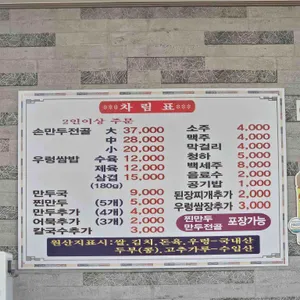 차림표
2인이상 주문
손만두전골 大 37,000
中 28,000
小 20,000
우렁쌈밥 수육 12,000
제육 12,000
삼겹 15,000
(180g)
만두국 9,000
찐만두 (5개) 5,000
만두추가 (4개) 4,000
어묵추가 (3개) 2,000
칼국수추가 3,000
소주 4,000
맥주 4,000
막걸리 4,000
청하 5,000
백세주 8,000
음료수 2,000
공기밥 1,000
된장찌개추가 2,000
우렁쌈장추가 3,000
찐만두
만두전골 포장가능
원산지표시:쌀,김치,돈육,우렁-국내산
두부(콩),고추가루-수입산